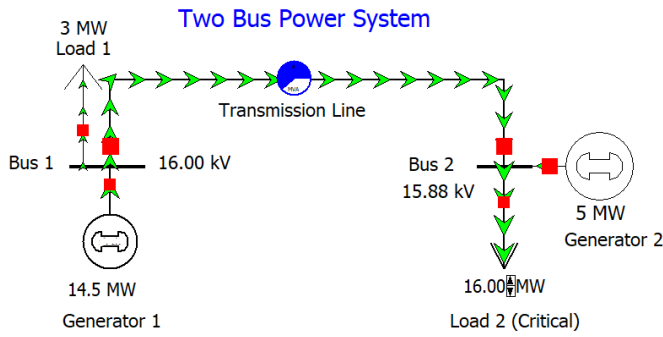 Two Bus Power System
3 MW
Load 1
MVA
Transmission Line
Bus 1
16.00 kV
Bus 2
15.88 kV
5 MW
Generator 2
14.5 MW
Generator 1
16.00 MW
Load 2 (Critical)